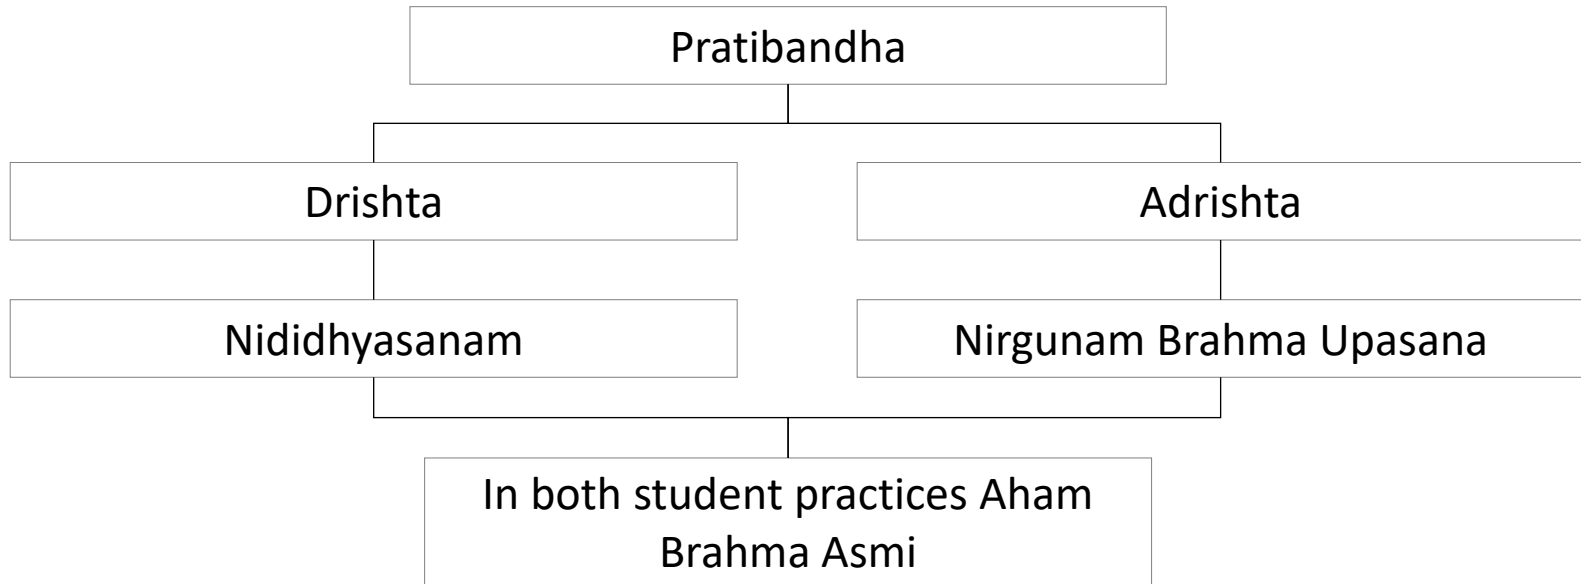 Pratibandha
Drishta
Adrishta
Nididhyasanam
Nirgunam Brahma Upasana
In both student practices Aham
Brahma Asmi